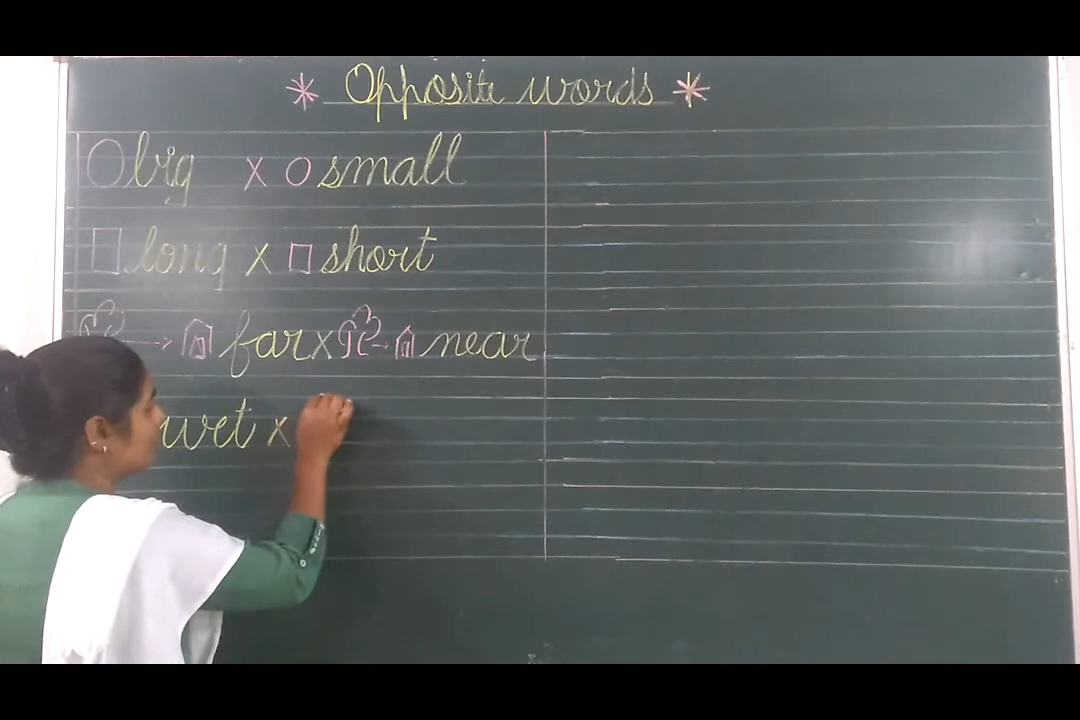 * Opposite words *
big x small
long x short
far x near
wet x